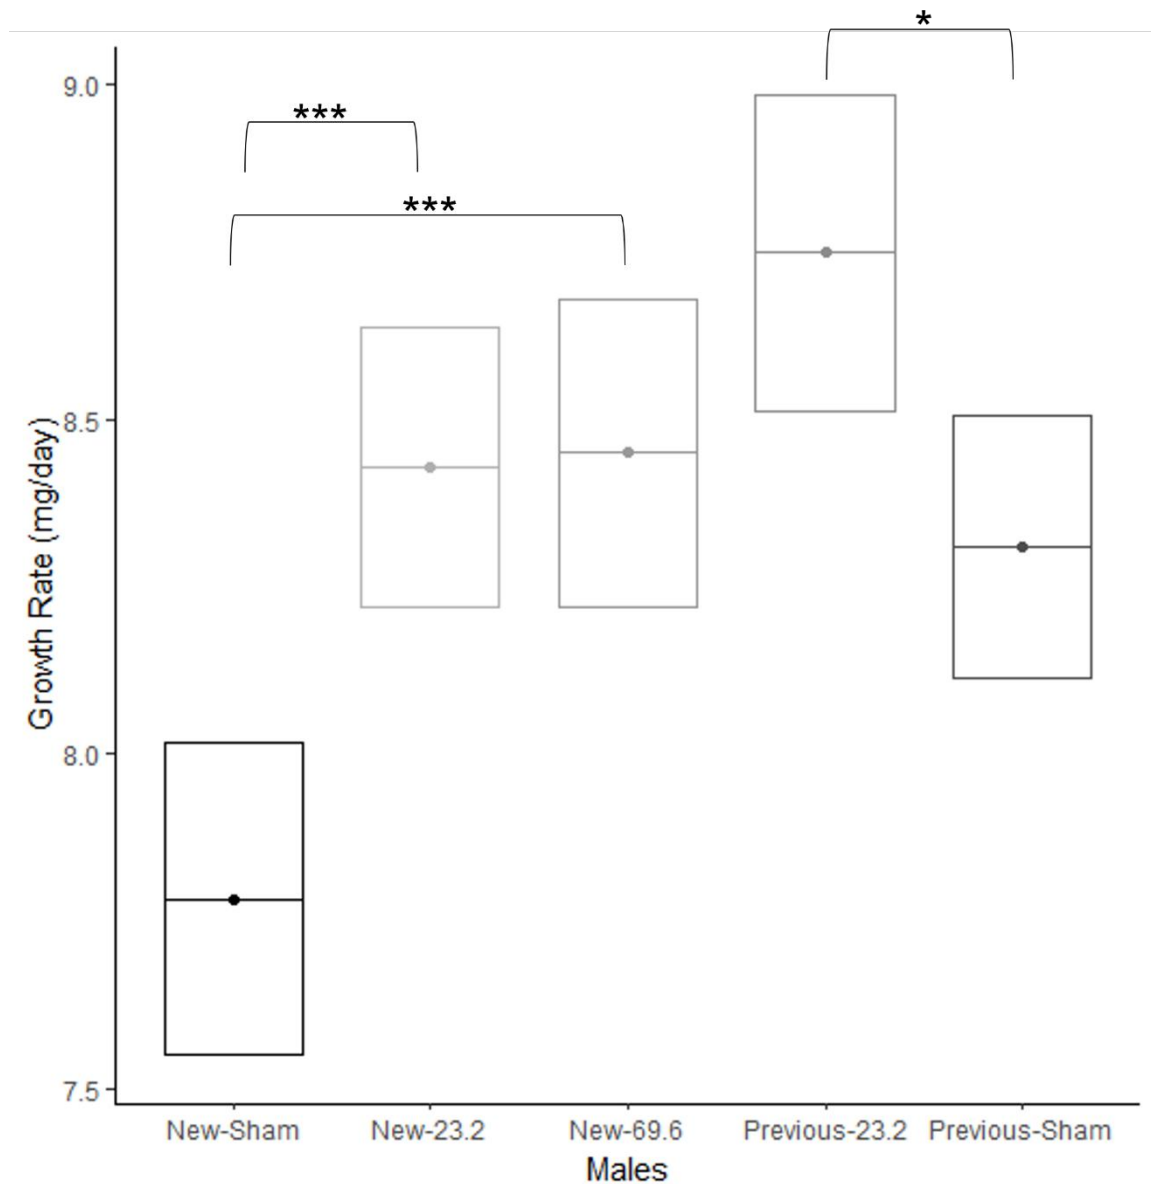 *
9.0
***
***
8.5
8.0
7.5
Growth Rate (mg/day)
New-Sham New-23.2 New-69.6 Previous-23.2 Previous-Sham
Males